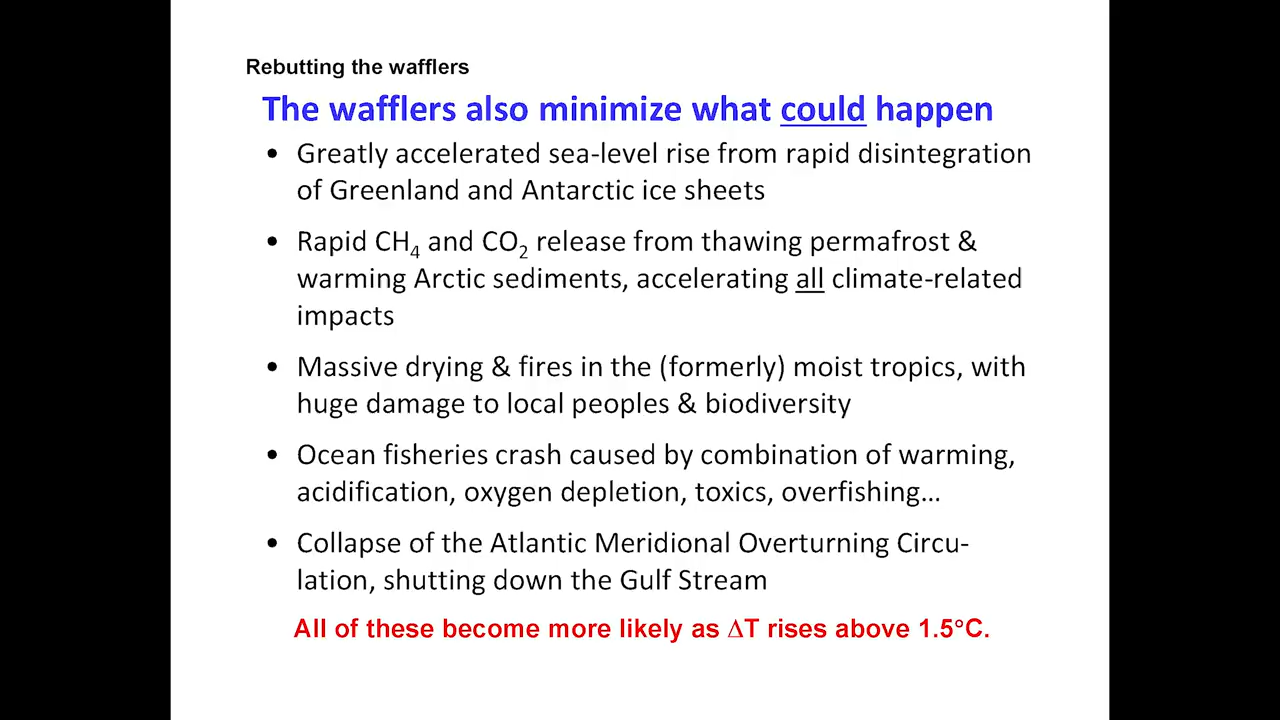 Rebutting the wafflers
The wafflers also minimize what could happen
• Greatly accelerated sea-level rise from rapid disintegration
of Greenland and Antarctic ice sheets
• Rapid CH₄ and CO₂ release from thawing permafrost &
warming Arctic sediments, accelerating all climate-related
impacts
• Massive drying & fires in the (formerly) moist tropics, with
huge damage to local peoples & biodiversity
• Ocean fisheries crash caused by combination of warming,
acidification, oxygen depletion, toxics, overfishing…
• Collapse of the Atlantic Meridional Overturning Circu-
lation, shutting down the Gulf Stream
All of these become more likely as ΔT rises above 1.5°C.